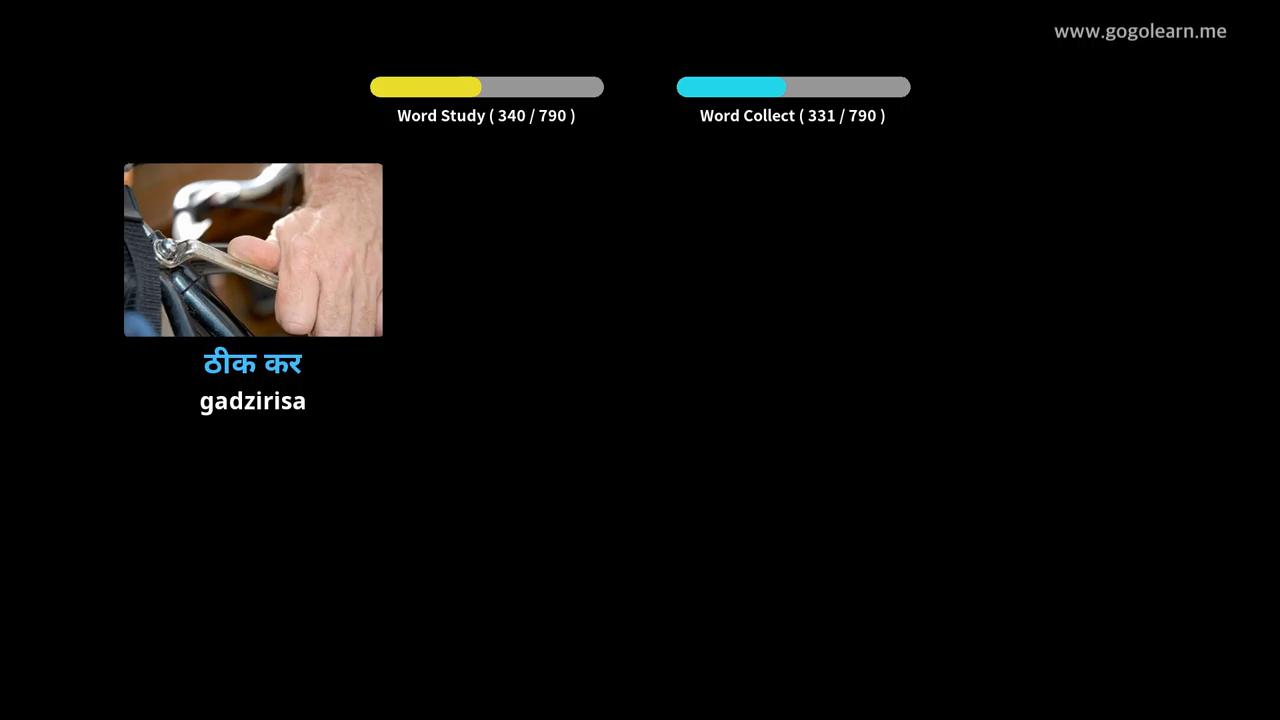 www.gogolearn.me
Word Study ( 340 / 790 )
Word Collect ( 331 / 790 )
ठीक कर
gadzirisa